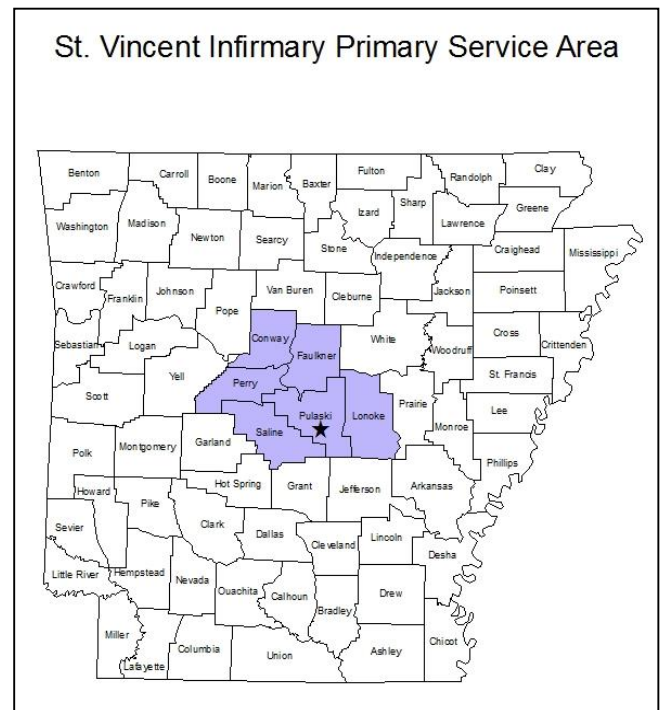 St. Vincent Infirmary Primary Service Area
Benton
Carroll
Boone
Marion
Baxter
Fulton
Randolph
Clay
Sharp
Izard
Greene
Washington
Madison
Lawrence
Newton
Searcy
Stone
Independence
Craighead
Mississippi
Crawford
Franklin
Johnson
Van Buren
Cleburne
Jackson
Poinsett
Pope
Sebastian
Logan
Conway
Faulkner
White
Woodruff
Cross
Crittenden
Yell
Perry
St. Francis
Scott
Pulaski
Lonoke
Prairie
Lee
Saline
Monroe
Polk
Montgomery
Garland
Phillips
Hot Spring
Grant
Jefferson
Arkansas
Howard
Pike
Sevier
Clark
Dallas
Cleveland
Lincoln
Desha
Little River
Hempstead
Nevada
Ouachita
Calhoun
Bradley
Drew
Miller
Lafayette
Columbia
Union
Ashley
Chicot